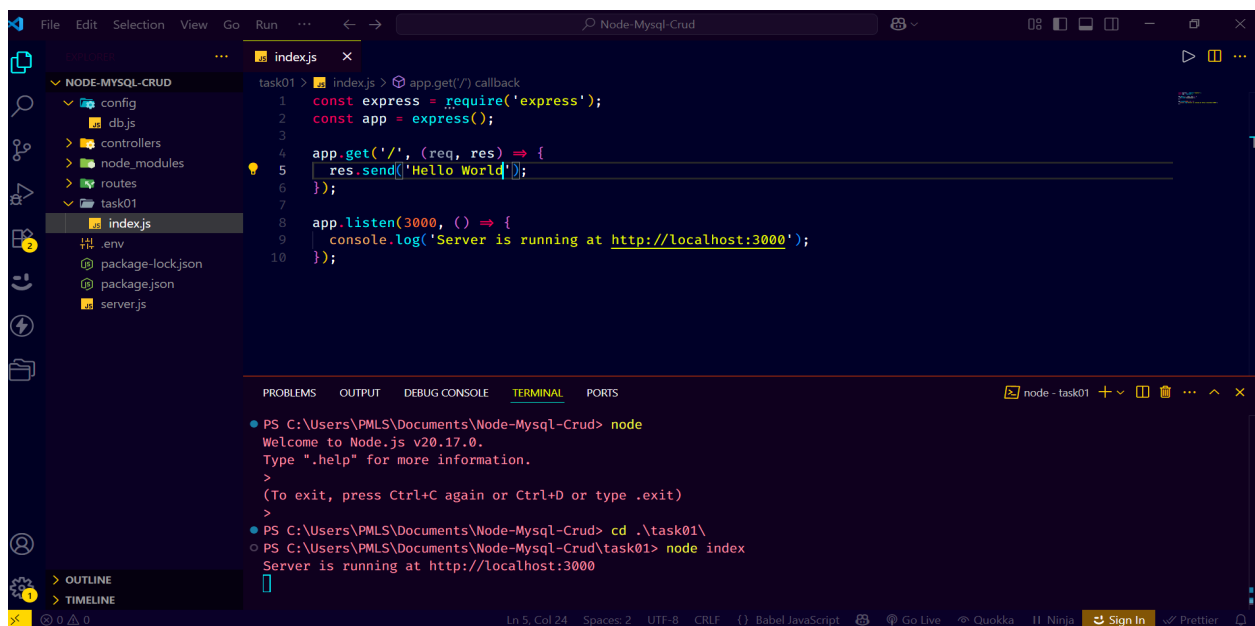 File Edit Selection View Go Run ··· ← → Node-Mysql-Crud
··· index.js ×
NODE-MYSQL-CRUD
task01 > index.js > app.get('/') callback
config
db.js
controllers
node_modules
routes
task01
index.js
.env
package-lock.json
package.json
server.js
1 const express = require('express');
2 const app = express();
3
4 app.get('/', (req, res) ⇒ {
5 res.send('Hello World');
6 });
7
8 app.listen(3000, () ⇒ {
9 console.log('Server is running at http://localhost:3000');
10 });
2
PROBLEMS OUTPUT DEBUG CONSOLE TERMINAL PORTS node - task01
PS C:\Users\PMLS\Documents\Node-Mysql-Crud> node
Welcome to Node.js v20.17.0.
Type ".help" for more information.
>
(To exit, press Ctrl+C again or Ctrl+D or type .exit)
>
PS C:\Users\PMLS\Documents\Node-Mysql-Crud> cd .\task01\
PS C:\Users\PMLS\Documents\Node-Mysql-Crud\task01> node index
Server is running at http://localhost:3000
OUTLINE
TIMELINE
1
0 0 Ln 5, Col 24 Spaces: 2 UTF-8 CRLF {} Babel JavaScript Go Live Quokka Ninja Sign In Prettier